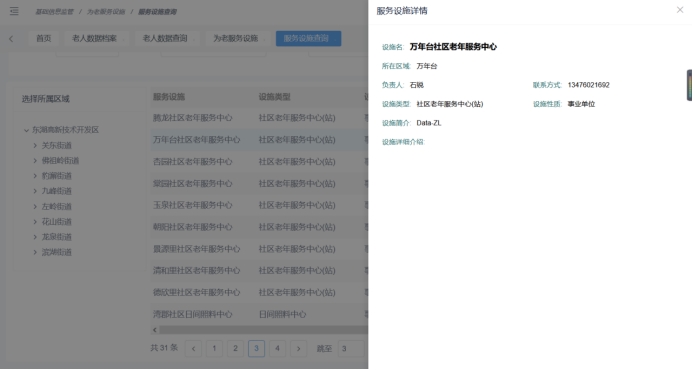 基础信息监管 / 为老服务设施 / 服务设施查询
首页 老人数据档案 老人数据查询 为老服务设施 服务设施查询
选择所属区域
东湖高新技术开发区
关东街道
佛祖岭街道
豹澥街道
九峰街道
左岭街道
花山街道
龙泉街道
滨湖街道
服务设施 设施类型
腾龙社区老年服务中心 社区老年服务中心(站)
万年台社区老年服务中心 社区老年服务中心(站)
杏园社区老年服务中心 社区老年服务中心(站)
社区老年服务中心 社区老年服务中心(站)
玉泉社区老年服务中心 社区老年服务中心(站)
朝阳社区老年服务中心 社区老年服务中心(站)
社区老年服务中心 社区老年服务中心(站)
清和里社区老年服务中心 社区老年服务中心(站)
德欣里社区老年服务中心 社区老年服务中心(站)
湾郡社区日间照料中心 日间照料中心
共 31 条 < 1 2 3 4 > 跳至 3
服务设施详情
设施名: 万年台社区老年服务中心
所在区域: 万年台
负责人: 石锐 联系方式: 13476021692
设施类型: 社区老年服务中心(站) 设施性质: 事业单位
设施简介: Data-ZL
设施详细介绍: